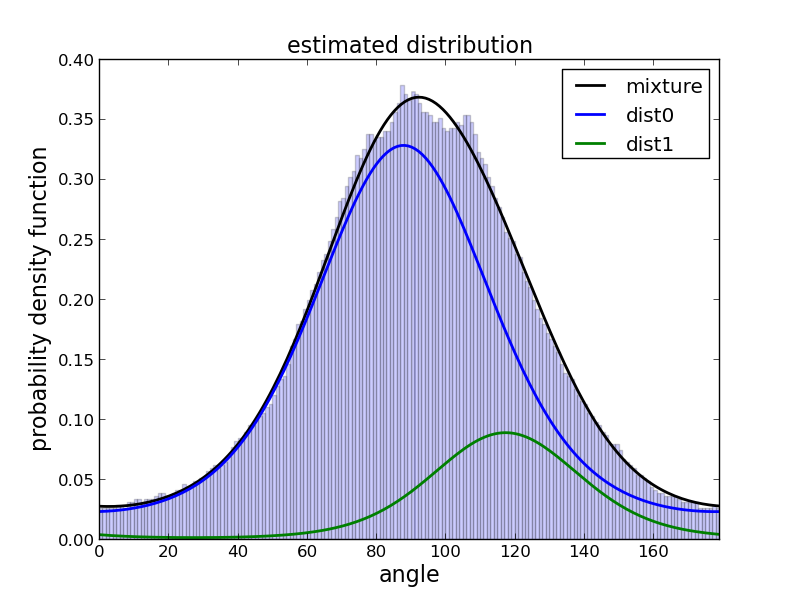 estimated distribution
mixture
dist0
dist1
probability density function
0.40
0.35
0.30
0.25
0.20
0.15
0.10
0.05
0.00
0 20 40 60 80 100 120 140 160
angle